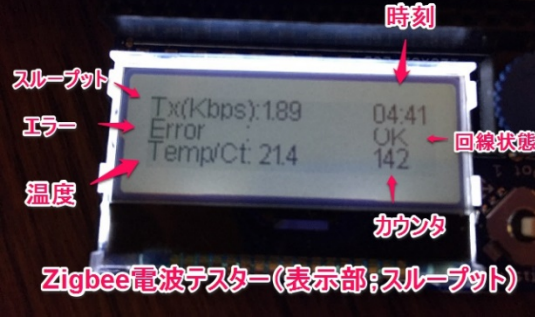 時刻
スループット
Tx(Kbps):1.89 04:41
エラー
Error : OK
回線状態
Temp/Ct: 21.4 142
温度
カウンタ
Zigbee電波テスター(表示部;スループット)